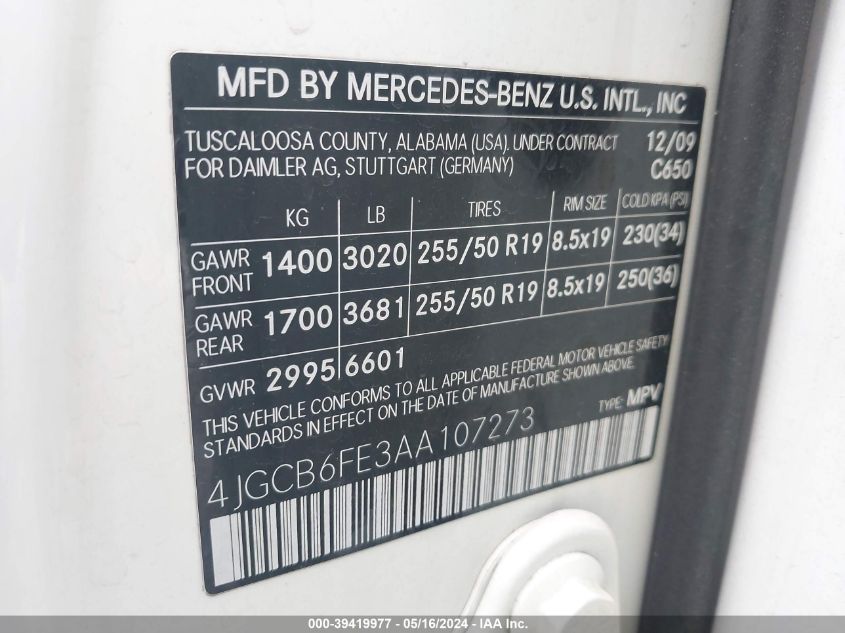 MFD BY MERCEDES-BENZ U.S. INTL., INC
TUSCALOOSA COUNTY, ALABAMA (USA). UNDER CONTRACT 12/09
FOR DAIMLER AG, STUTTGART (GERMANY) C650
KG LB TIRES RIM SIZE COLD KPA (PSI)
GAWR FRONT 1400 3020 255/50 R19 8.5x19 230(34)
GAWR REAR 1700 3681 255/50 R19 8.5x19 250(36)
GVWR 2995 6601
THIS VEHICLE CONFORMS TO ALL APPLICABLE FEDERAL MOTOR VEHICLE SAFETY
STANDARDS IN EFFECT ON THE DATE OF MANUFACTURE SHOWN ABOVE.
TYPE: MPV
4JGCB6FE3AA107273
000-39419977 - 05/16/2024 - IAA Inc.